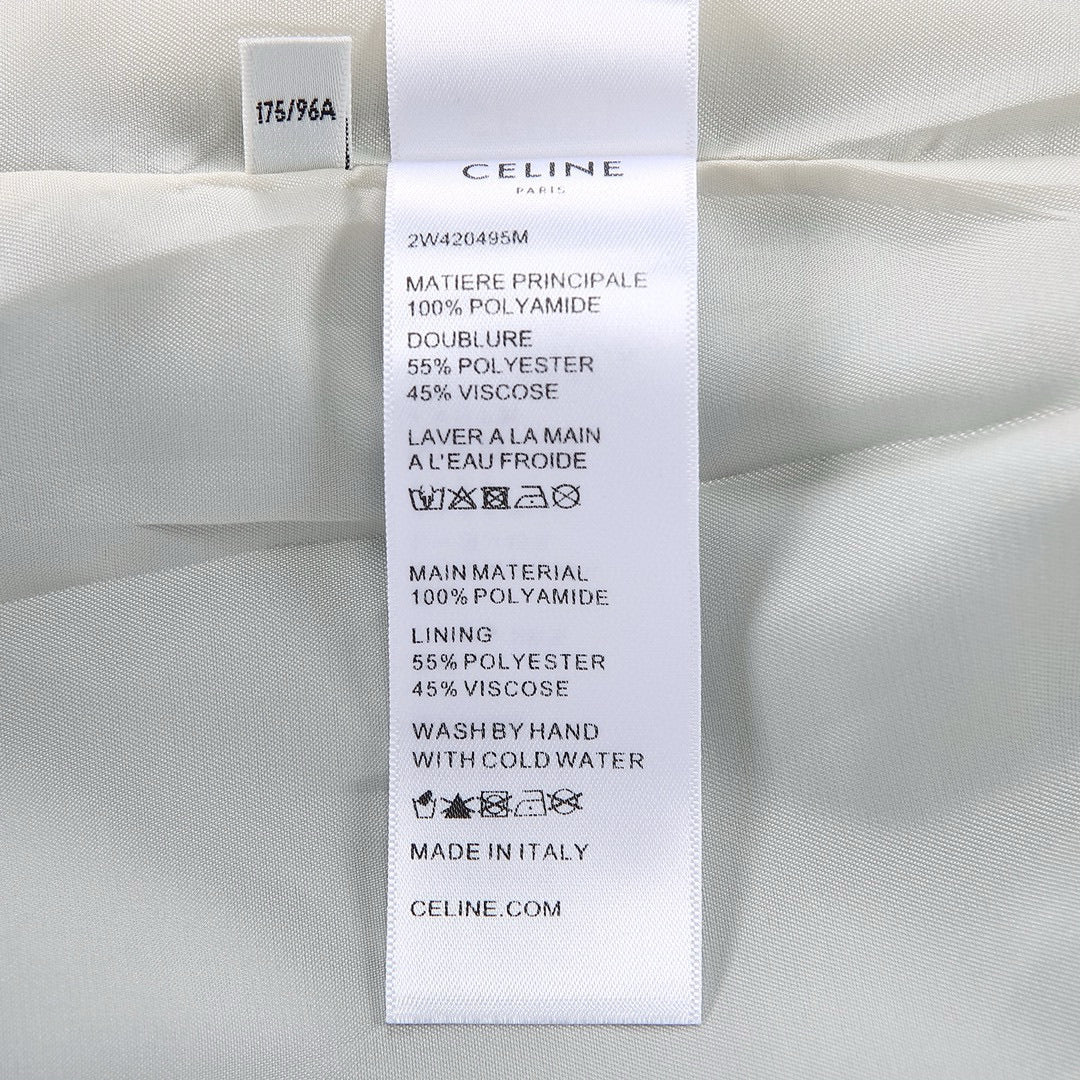 175/96A
CELINE
PARIS
2W420495M
MATIERE PRINCIPALE
100% POLYAMIDE
DOUBLURE
55% POLYESTER
45% VISCOSE
LAVER A LA MAIN
A L'EAU FROIDE
MAIN MATERIAL
100% POLYAMIDE
LINING
55% POLYESTER
45% VISCOSE
WASH BY HAND
WITH COLD WATER
MADE IN ITALY
CELINE.COM